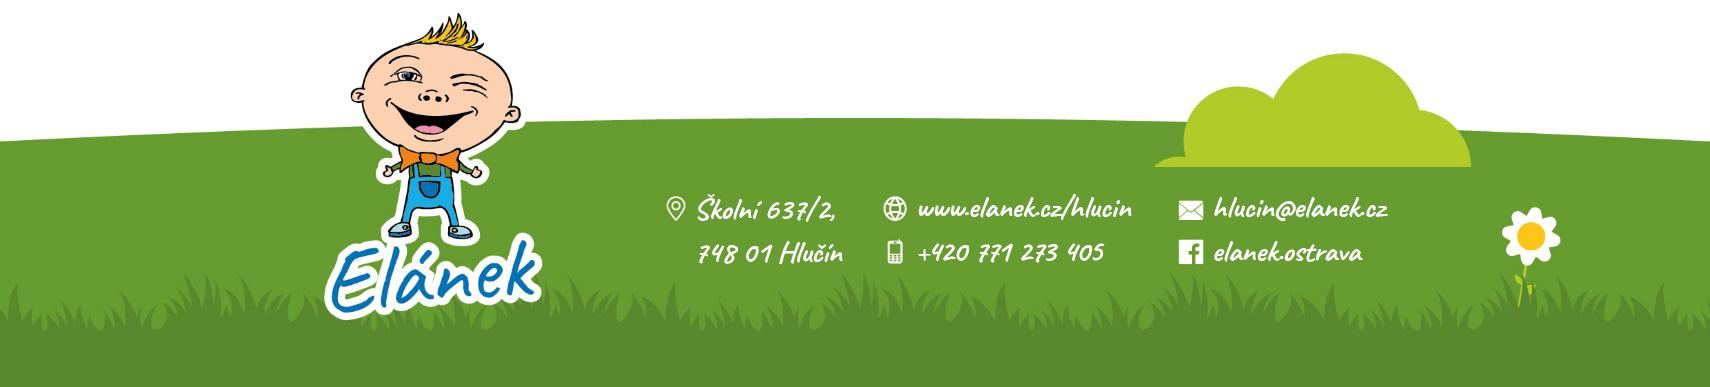 Elánek
Školní 637/2,
748 01 Hlučín
www.elanek.cz/hlucin
+420 771 273 405
hlucin@elanek.cz
elanek.ostrava